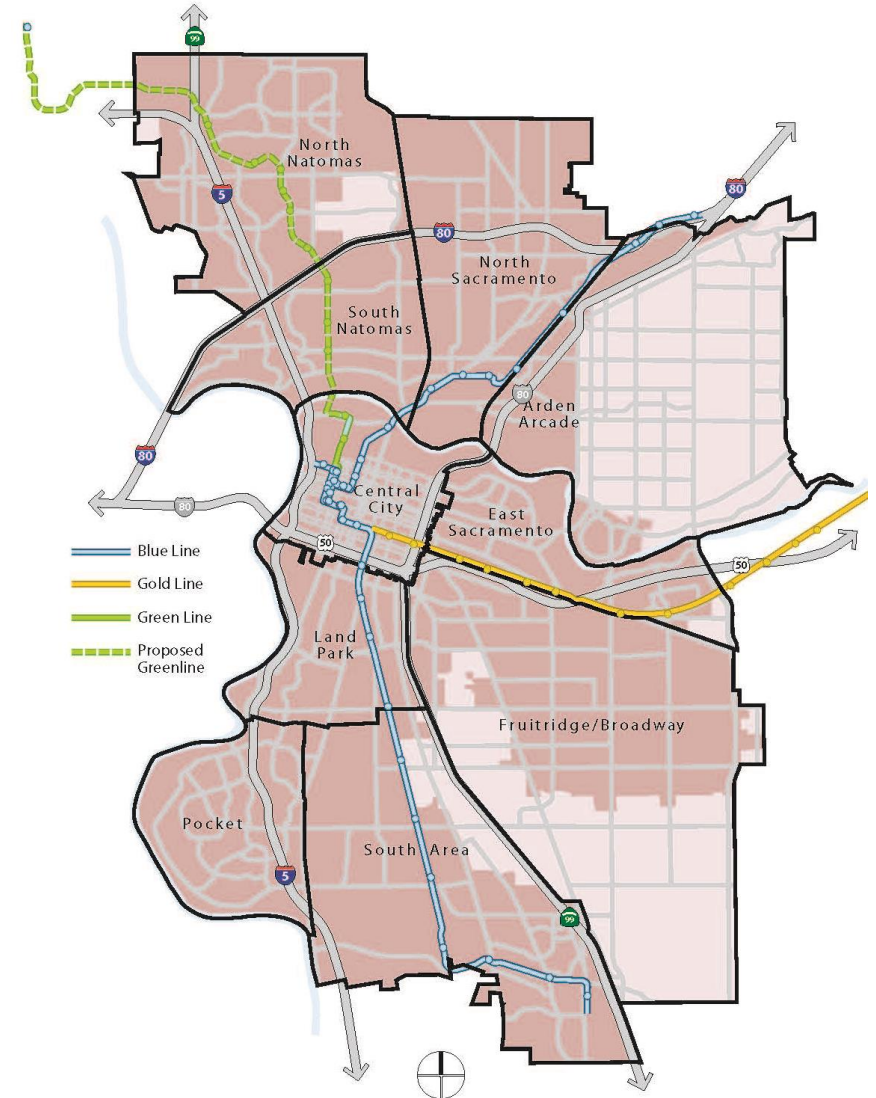 99
North
Natomas
5
80
80
North
Sacramento
South
Natomas
80
Arden
Arcade
80
80
Central
City
East
Sacramento
50
50
Blue Line
Gold Line
Green Line
Proposed
Greenline
Land
Park
Fruitridge/Broadway
Pocket
South Area
5
99